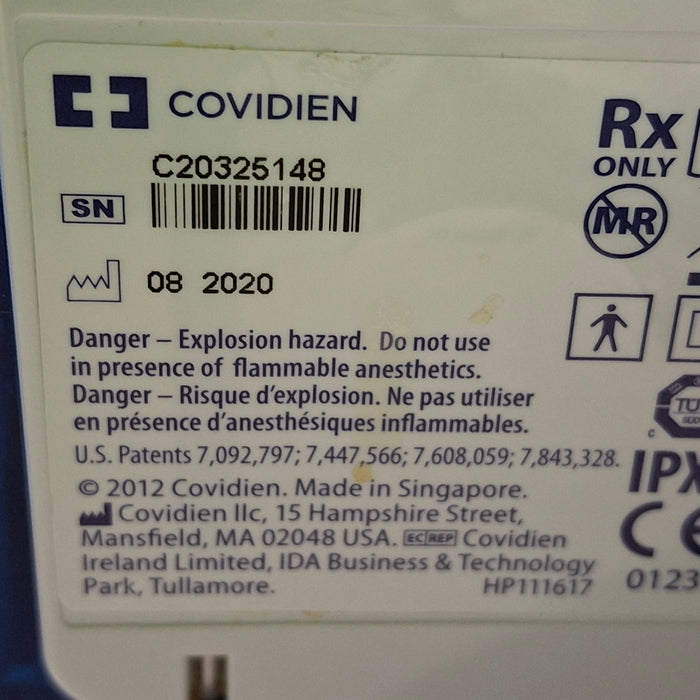 COVIDIEN
Rx
ONLY
C20325148
SN
MR
08 2020
Danger – Explosion hazard. Do not use
in presence of flammable anesthetics.
Danger – Risque d'explosion. Ne pas utiliser
en présence d'anesthésiques inflammables.
U.S. Patents 7,092,797; 7,447,566; 7,608,059; 7,843,328.
© 2012 Covidien. Made in Singapore.
Covidien llc, 15 Hampshire Street,
Mansfield, MA 02048 USA. EC REP Covidien
Ireland Limited, IDA Business & Technology
Park, Tullamore.
HP111617
TÜ
SÜD
c
IPX
CE
0123